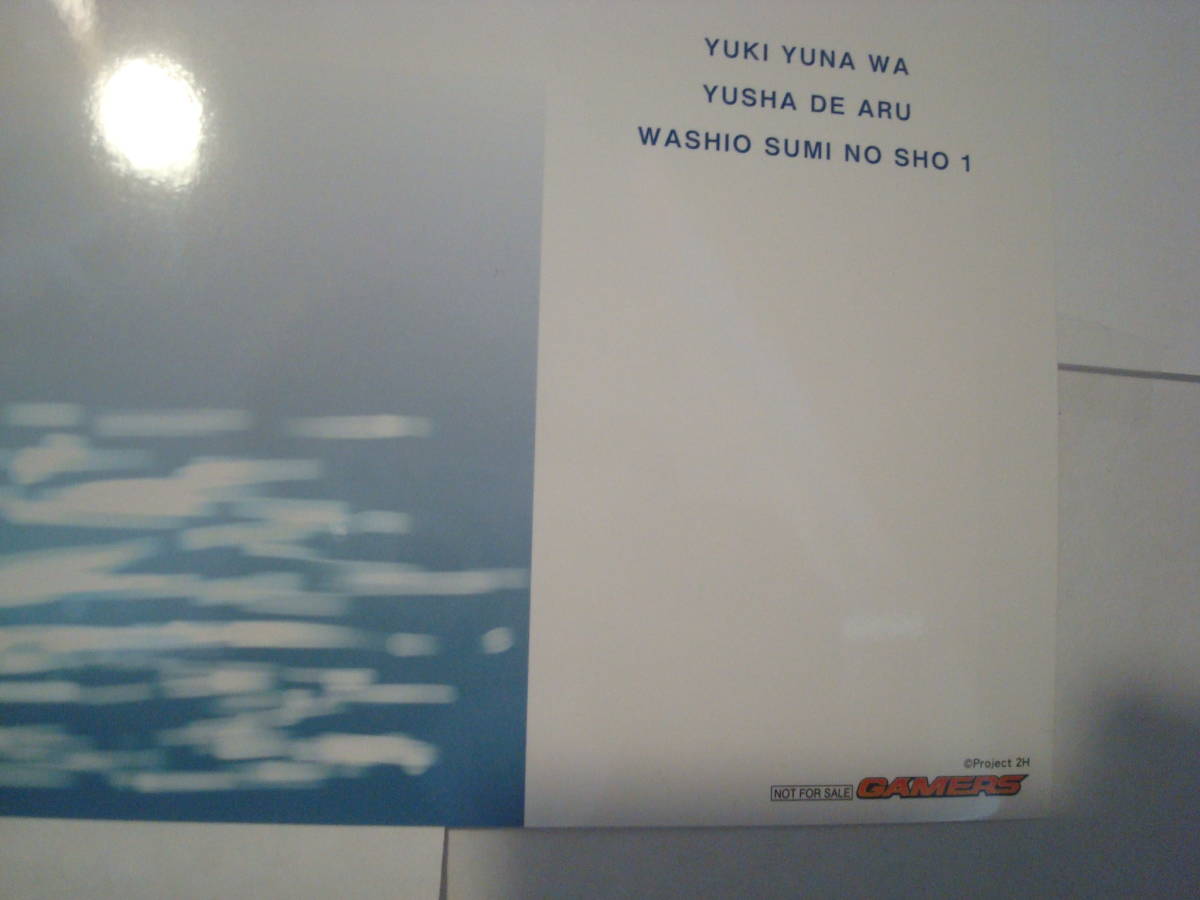 YUKI YUNA WA
YUSHA DE ARU
WASHIO SUMI NO SHO 1
©Project 2H
NOT FOR SALE GAMERS